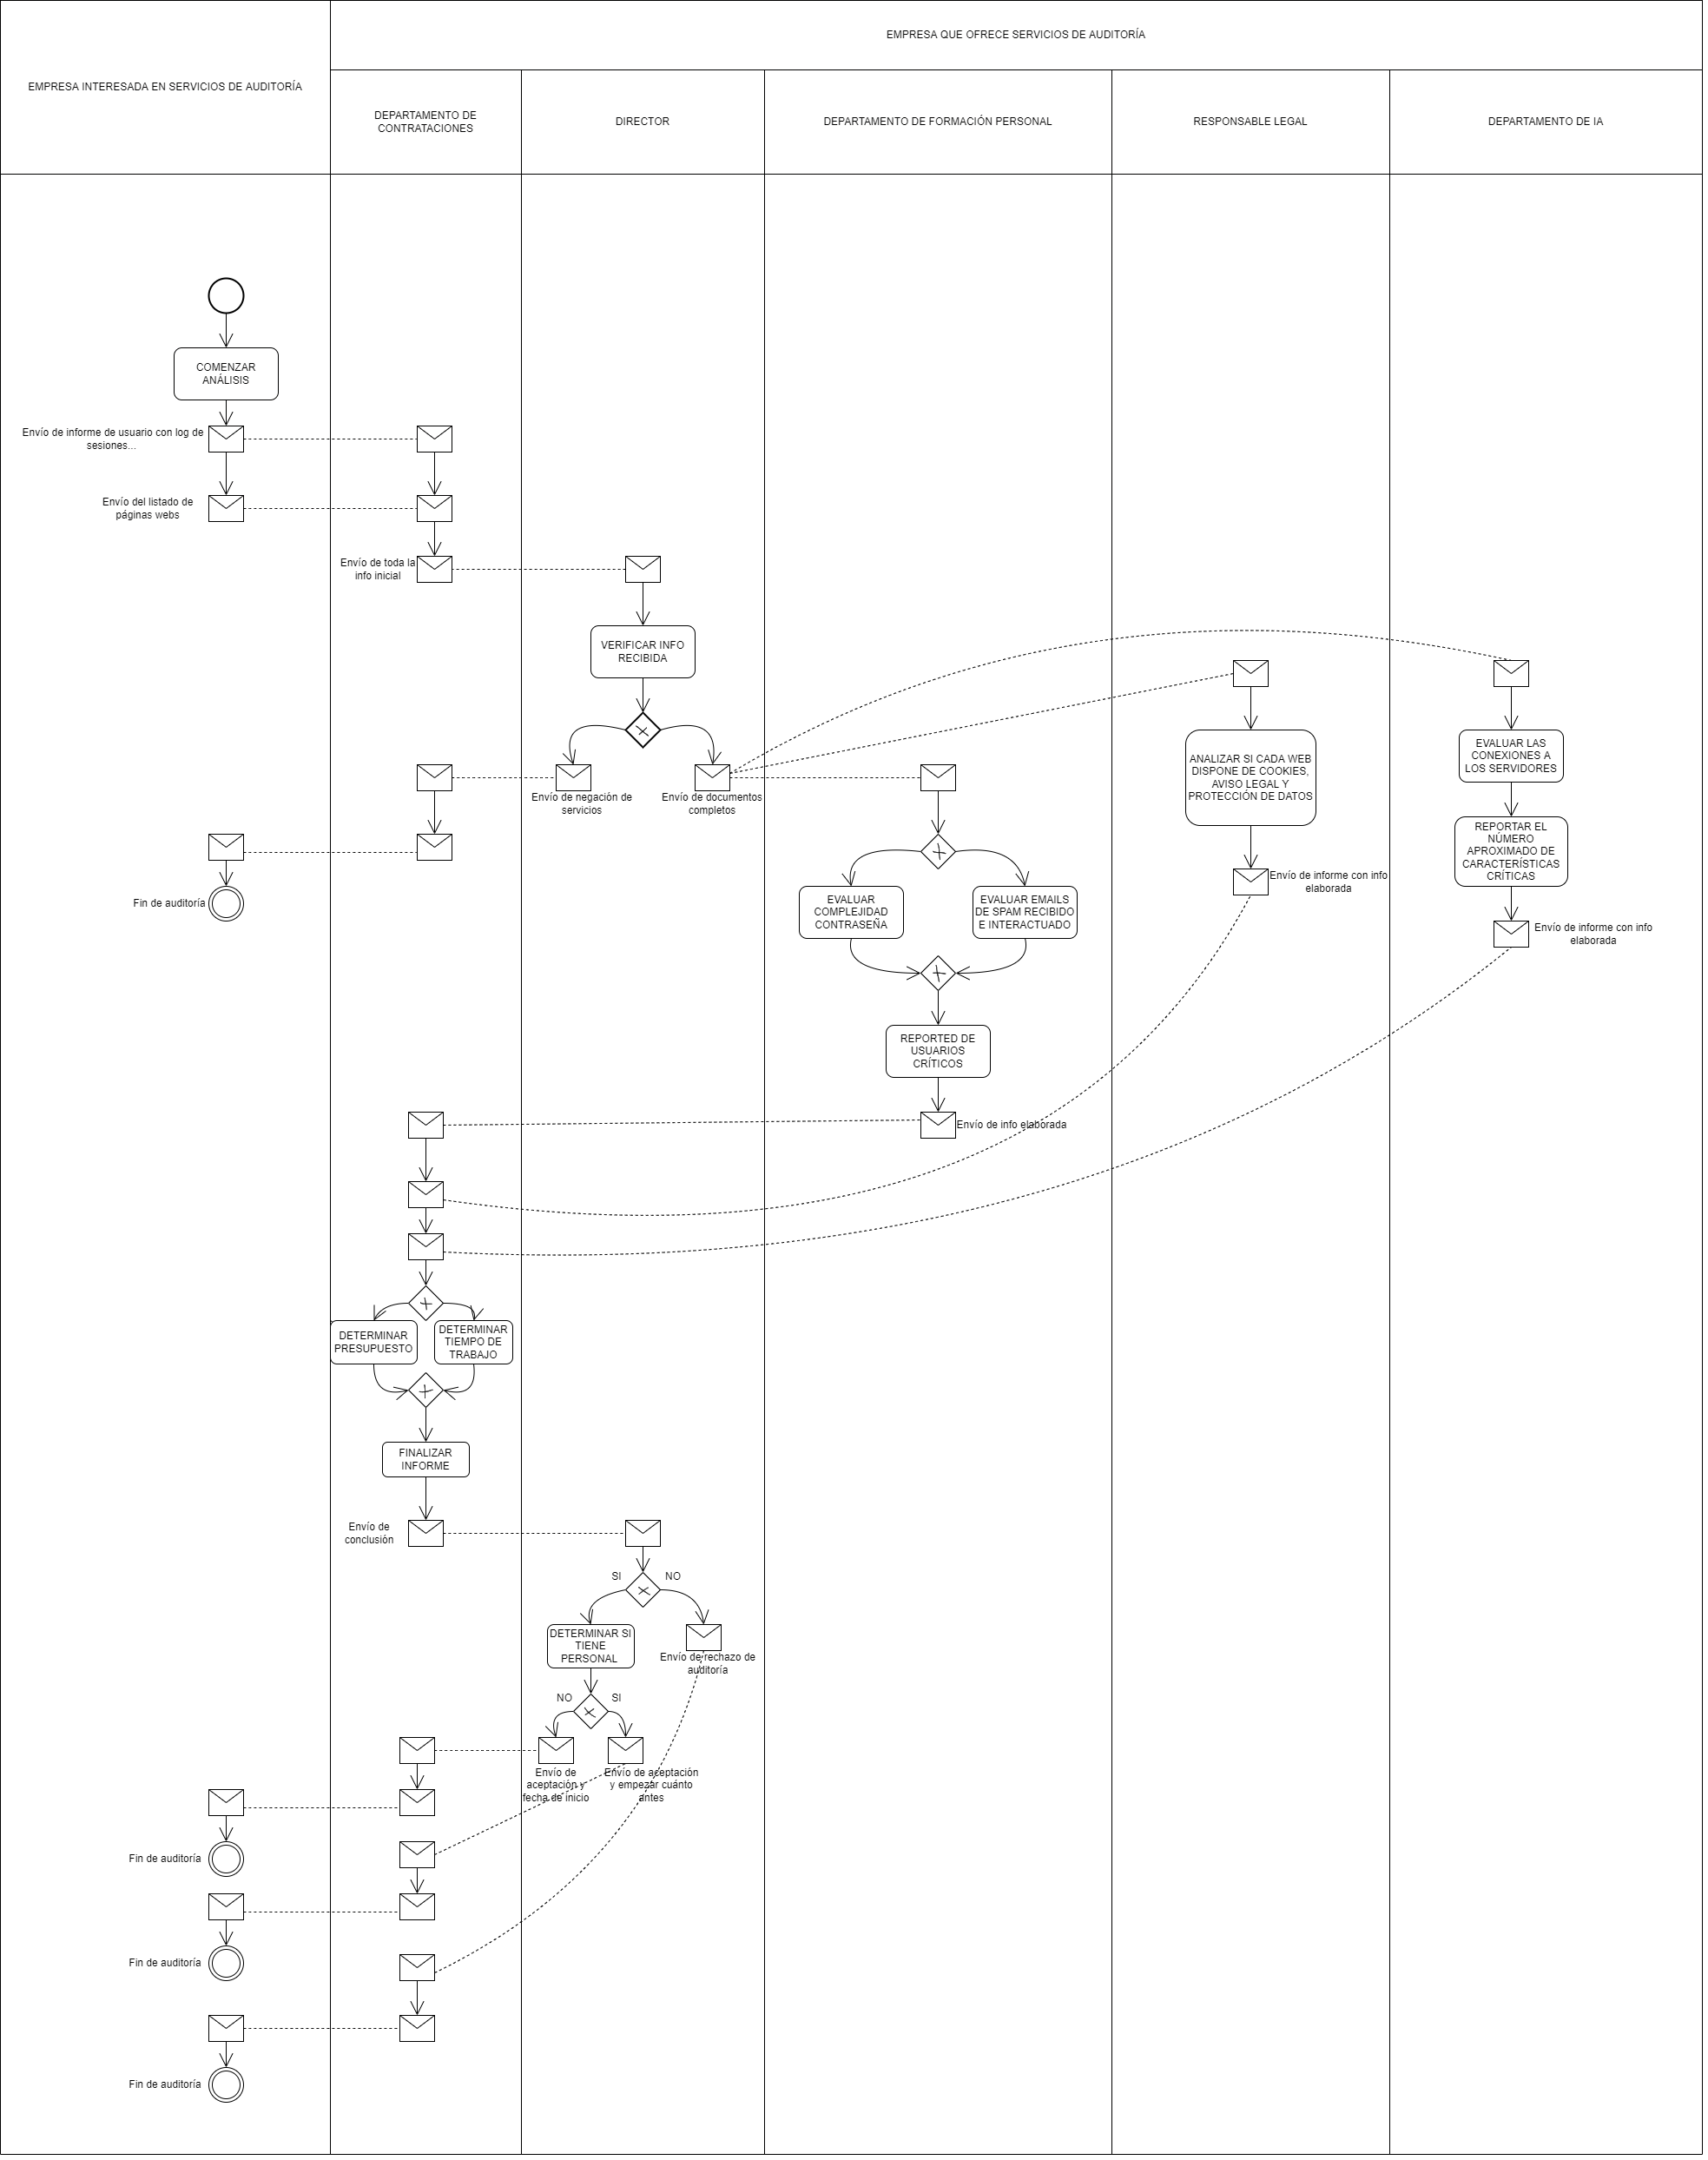 EMPRESA QUE OFRECE SERVICIOS DE AUDITORÍA
EMPRESA INTERESADA EN SERVICIOS DE AUDITORÍA
DEPARTAMENTO DE
CONTRATACIONES
DIRECTOR
DEPARTAMENTO DE FORMACIÓN PERSONAL
RESPONSABLE LEGAL
DEPARTAMENTO DE IA
COMENZAR
ANÁLISIS
Envío de informe de usuario con log de
sesiones...
Envío del listado de
páginas webs
Envío de toda la
info inicial
VERIFICAR INFO
RECIBIDA
Envío de negación de
servicios
Envío de documentos
completos
ANALIZAR SI CADA WEB
DISPONE DE COOKIES,
AVISO LEGAL Y
PROTECCIÓN DE DATOS
EVALUAR LAS
CONEXIONES A
LOS SERVIDORES
REPORTAR EL
NÚMERO
APROXIMADO DE
CARACTERÍSTICAS
CRÍTICAS
Fin de auditoría
EVALUAR
COMPLEJIDAD
CONTRASEÑA
EVALUAR EMAILS
DE SPAM RECIBIDO
E INTERACTUADO
Envío de informe con info
elaborada
Envío de informe con info
elaborada
REPORTED DE
USUARIOS
CRÍTICOS
Envío de info elaborada
DETERMINAR
PRESUPUESTO
DETERMINAR
TIEMPO DE
TRABAJO
FINALIZAR
INFORME
Envío de
conclusión
SI
NO
DETERMINAR SI
TIENE
PERSONAL
Envío de rechazo de
auditoría
NO
SI
Envío de
aceptación y
fecha de inicio
Envío de aceptación
y empezar cuánto
antes
Fin de auditoría
Fin de auditoría
Fin de auditoría